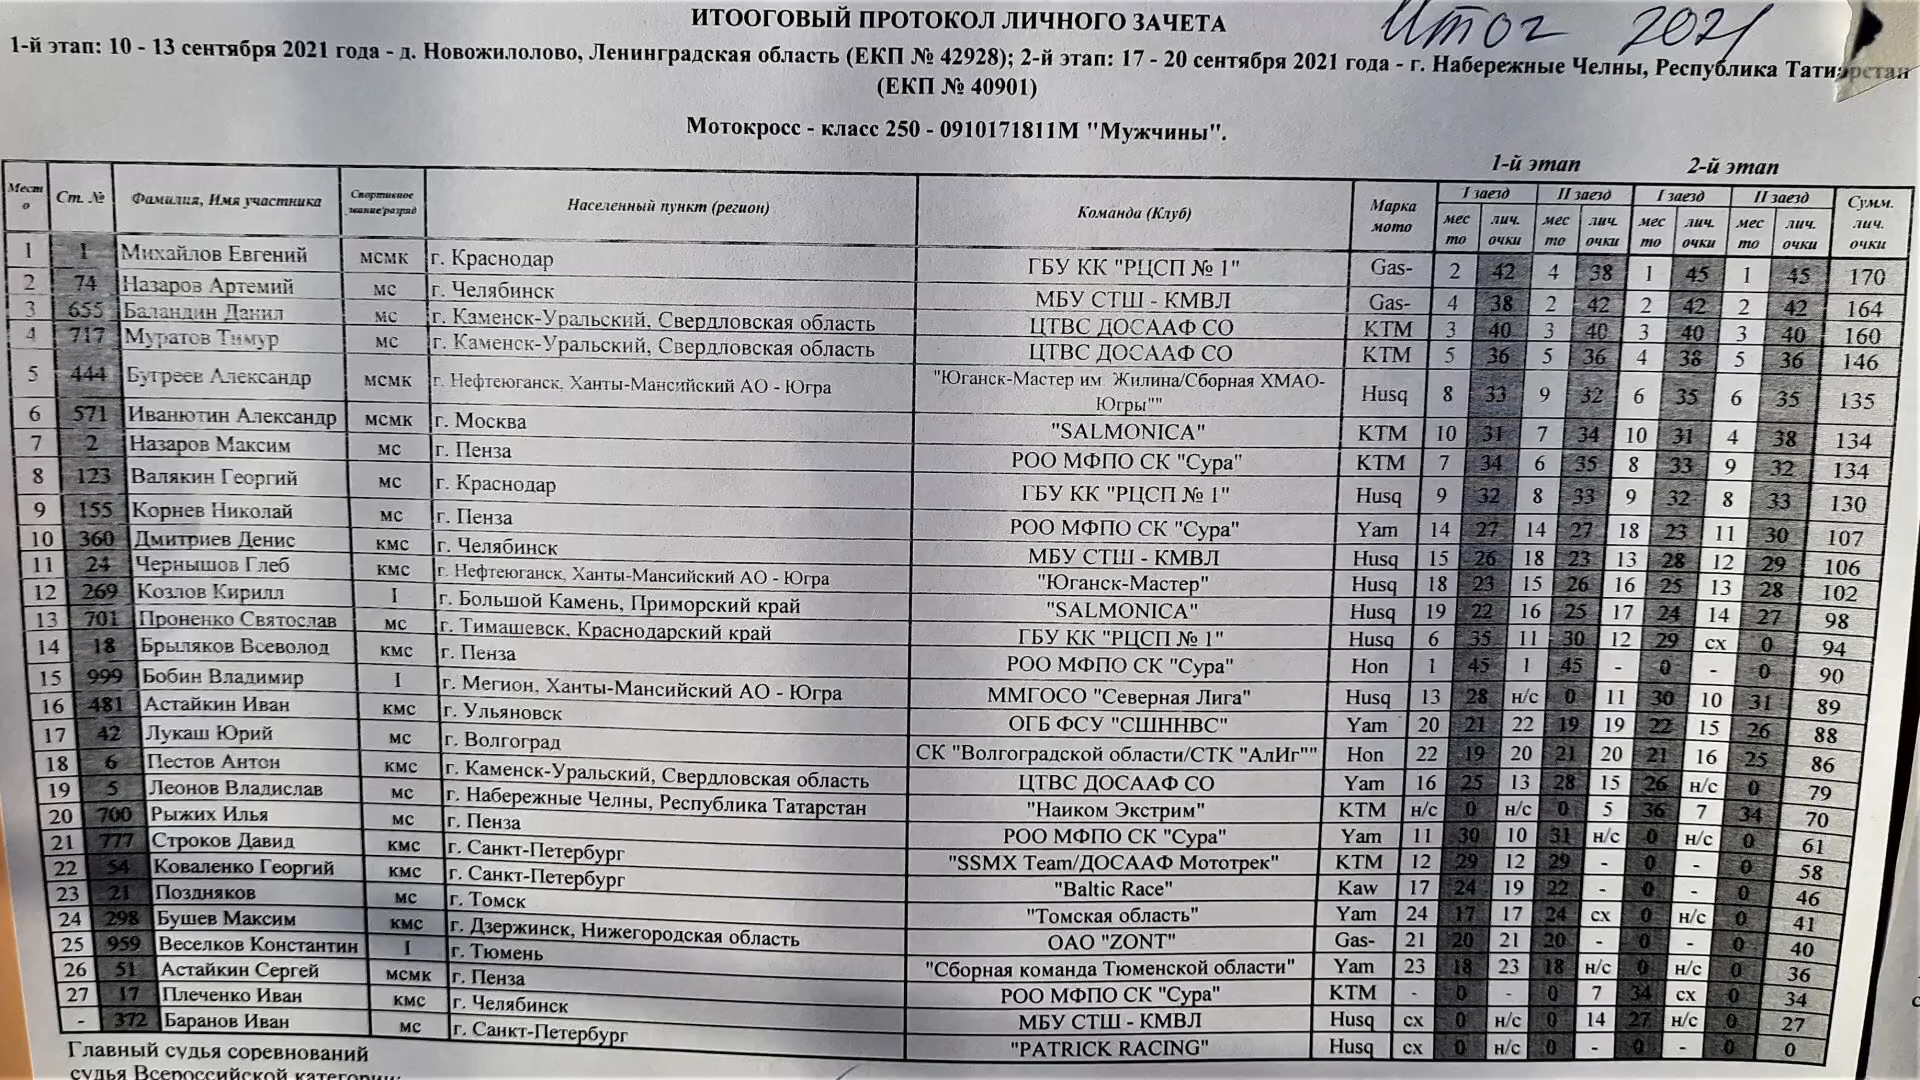 ИТООГОВЫЙ ПРОТОКОЛ ЛИЧНОГО ЗАЧЕТА
Итог 2021
1-й этап: 10 - 13 сентября 2021 года - д. Новожилолово, Ленинградская область (ЕКП № 42928); 2-й этап: 17 - 20 сентября 2021 года - г. Набережные Челны, Республика
(ЕКП № 40901)
Мотокросс - класс 250 - 0910171811М "Мужчины".
1-й этап 2-й этап
Место Ст. № Фамилия, Имя участника Спортивное звание/разряд Населенный пункт (регион) Команда (Клуб) Марка мото I заезд II заезд I заезд II заезд Сумм. лич. очки
место лич. очки место лич. очки место лич. очки место лич. очки
1 1 Михайлов Евгений мсмк г. Краснодар ГБУ КК "РЦСП № 1" Gas- 2 42 4 38 1 45 1 45 170
2 74 Назаров Артемий мс г. Челябинск МБУ СТШ - КМВЛ Gas- 4 38 2 42 2 42 2 42 164
3 655 Баландин Данил мс г. Каменск-Уральский, Свердловская область ЦТВС ДОСААФ СО KTM 3 40 3 40 3 40 3 40 160
4 717 Муратов Тимур мс г. Каменск-Уральский, Свердловская область ЦТВС ДОСААФ СО KTM 5 36 5 36 4 38 5 36 146
5 444 Бугреев Александр мсмк г. Нефтеюганск, Ханты-Мансийский АО - Югра "Юганск-Мастер им. Жилина/Сборная ХМАО-Югры"" Husq 8 33 9 32 6 35 6 35 135
6 571 Иванютин Александр мсмк г. Москва "SALMONICA" KTM 10 31 7 34 10 31 4 38 134
7 2 Назаров Максим мс г. Пенза РОО МФПО СК "Сура" KTM 7 34 6 35 8 33 9 32 134
8 123 Валякин Георгий мс г. Краснодар ГБУ КК "РЦСП № 1" Husq 9 32 8 33 9 32 8 33 130
9 155 Корнев Николай мс г. Пенза РОО МФПО СК "Сура" Yam 14 27 14 27 18 23 11 30 107
10 360 Дмитриев Денис кмс г. Челябинск МБУ СТШ - КМВЛ Husq 15 26 18 23 13 28 12 29 106
11 24 Чернышов Глеб кмс г. Нефтеюганск, Ханты-Мансийский АО - Югра "Юганск-Мастер" Husq 18 23 15 26 16 25 13 28 102
12 269 Козлов Кирилл I г. Большой Камень, Приморский край "SALMONICA" Husq 19 22 16 25 17 24 14 27 98
13 701 Проненко Святослав мс г. Тимашевск, Краснодарский край ГБУ КК "РЦСП № 1" Husq 6 35 11 30 12 29 сх 0 94
14 18 Брыляков Всеволод кмс г. Пенза РОО МФПО СК "Сура" Hon 1 45 1 45 - 0 - 0 90
15 999 Бобин Владимир I г. Мегион, Ханты-Мансийский АО - Югра ММГОСО "Северная Лига" Husq 13 28 н/с 0 11 30 10 31 89
16 481 Астайкин Иван кмс г. Ульяновск ОГБ ФСУ "СШННВС" Yam 20 21 22 19 19 22 15 26 88
17 42 Лукаш Юрий мс г. Волгоград СК "Волгоградской области/СТК "АлИг"" Hon 22 19 20 21 20 21 16 25 86
18 6 Пестов Антон кмс г. Каменск-Уральский, Свердловская область ЦТВС ДОСААФ СО Yam 16 25 13 28 15 26 н/с 0 79
19 5 Леонов Владислав мс г. Набережные Челны, Республика Татарстан "Наиком Экстрим" KTM н/с 0 н/с 0 5 36 7 34 70
20 700 Рыжих Илья мс г. Пенза РОО МФПО СК "Сура" Yam 11 30 10 31 н/с 0 н/с 0 61
21 777 Строков Давид кмс г. Санкт-Петербург "SSMX Team/ДОСААФ Мототрек" KTM 12 29 12 29 - 0 - 0 58
22 54 Коваленко Георгий кмс г. Санкт-Петербург "Baltic Race" Kaw 17 24 19 22 - 0 - 0 46
23 21 Поздняков мс г. Томск "Томская область" Yam 24 17 17 24 сх 0 н/с 0 41
24 298 Бушев Максим кмс г. Дзержинск, Нижегородская область ОАО "ZONT" Gas- 21 20 21 20 - 0 - 0 40
25 959 Веселков Константин I г. Тюмень "Сборная команда Тюменской области" Yam 23 18 23 18 н/с 0 н/с 0 36
26 51 Астайкин Сергей мсмк г. Пенза РОО МФПО СК "Сура" KTM - 0 - 0 7 34 сх 0 34
27 17 Плеченко Иван кмс г. Челябинск МБУ СТШ - КМВЛ Husq сх 0 н/с 0 14 27 н/с 0 27
- 372 Баранов Иван мс г. Санкт-Петербург "PATRICK RACING" Husq сх 0 н/с 0 - 0 - 0 0
Главный судья соревнований
судья Всероссийской категории: